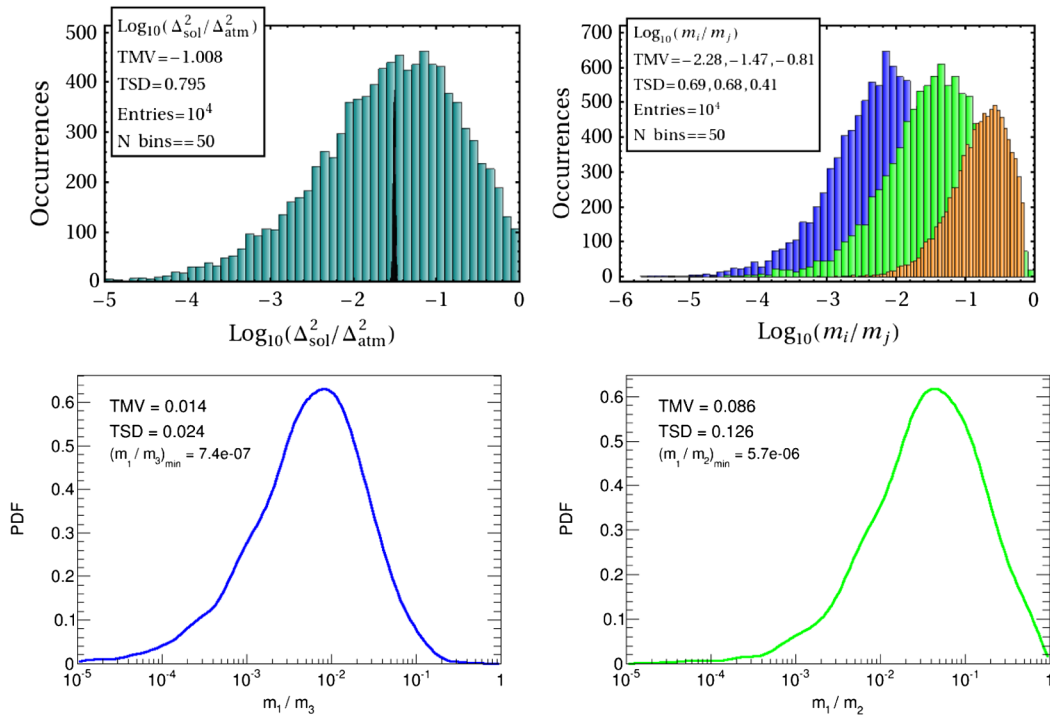 Log10(Δ²sol/Δ²atm)
TMV=−1.008
TSD=0.795
Entries=10⁴
N bins==50
Occurrences
500
400
300
200
100
0
−5 −4 −3 −2 −1 0
Log10(Δ²sol/Δ²atm)
Log10(mi/mj)
TMV=−2.28, −1.47, −0.81
TSD=0.69, 0.68, 0.41
Entries=10⁴
N bins==50
Occurrences
700
600
500
400
300
200
100
0
−6 −5 −4 −3 −2 −1 0
Log10(mi/mj)
TMV = 0.014
TSD = 0.024
(m1 / m3)min = 7.4e-07
PDF
0.6
0.5
0.4
0.3
0.2
0.1
0
10⁻⁵ 10⁻⁴ 10⁻³ 10⁻² 10⁻¹ 1
m1 / m3
TMV = 0.086
TSD = 0.126
(m1 / m2)min = 5.7e-06
PDF
0.6
0.5
0.4
0.3
0.2
0.1
0
10⁻⁵ 10⁻⁴ 10⁻³ 10⁻² 10⁻¹ 1
m1 / m2